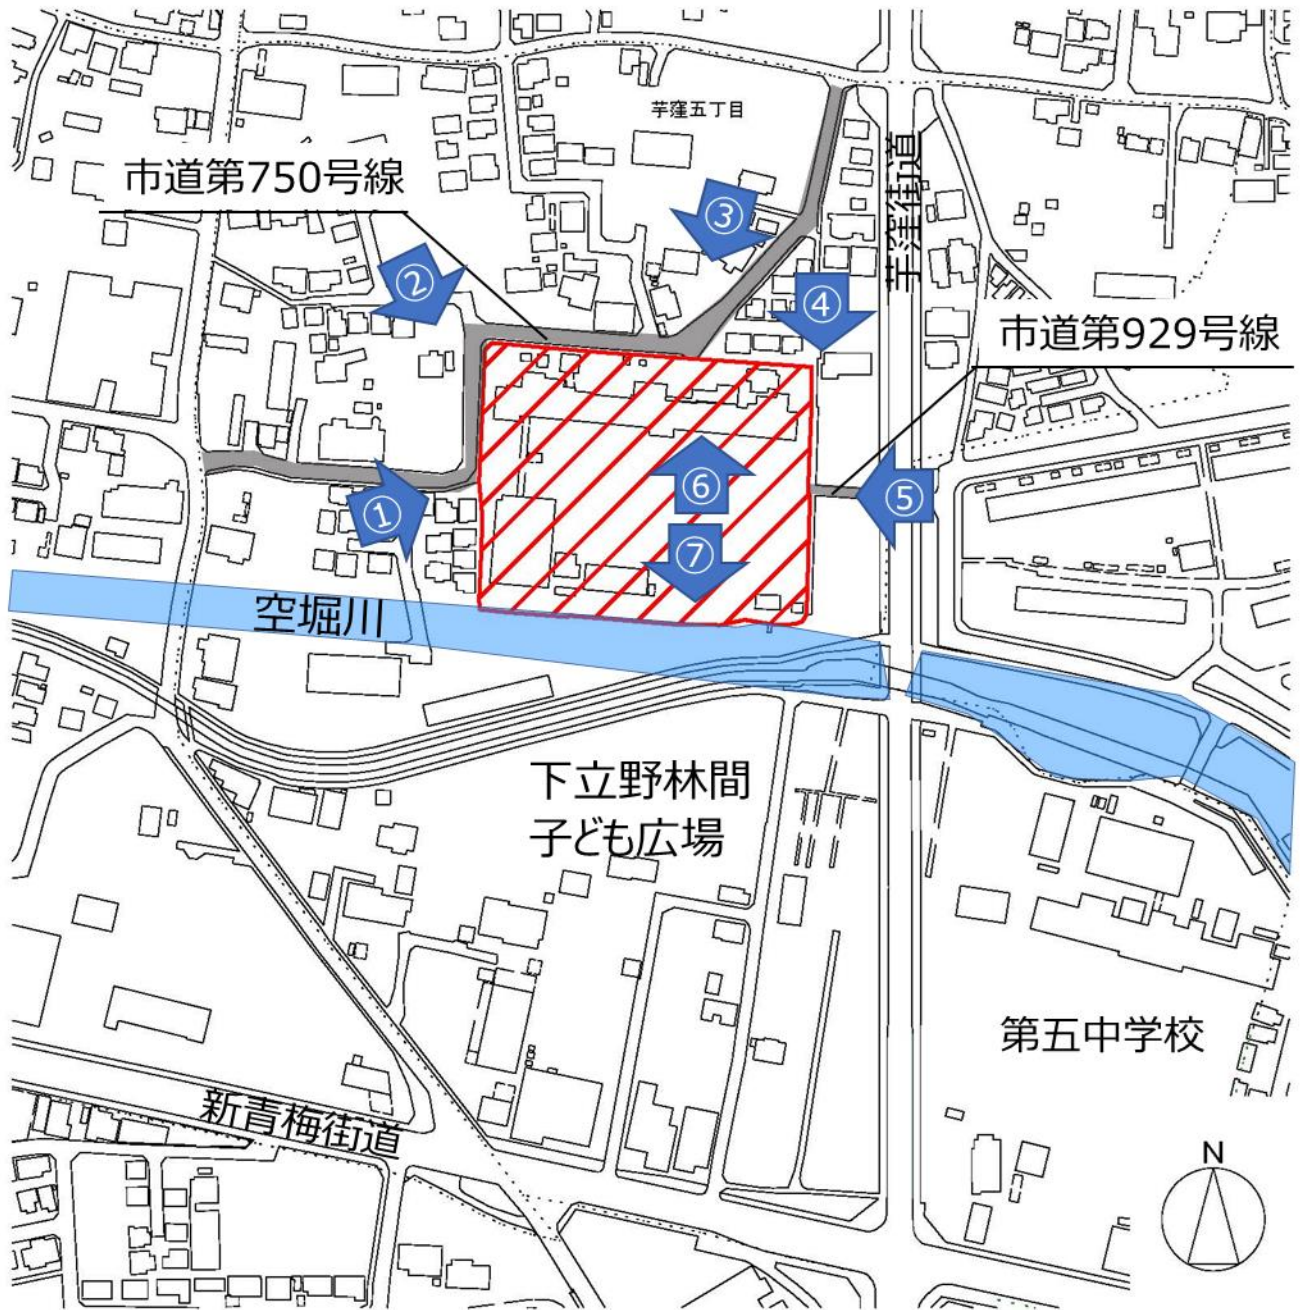 芋窪五丁目
市道第750号線
芋窪街道
③
②
④
市道第929号線
⑥
⑤
①
⑦
空堀川
下立野林間
子ども広場
第五中学校
新青梅街道
N